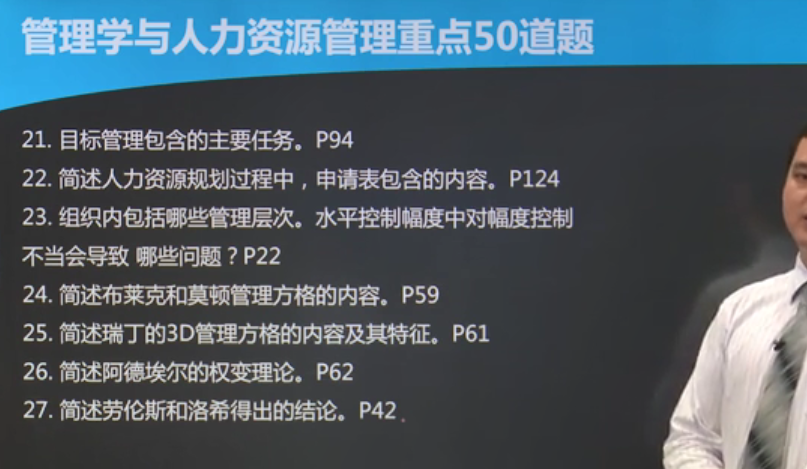 管理学与人力资源管理重点50道题
21. 目标管理包含的主要任务。P94
22. 简述人力资源规划过程中，申请表包含的内容。P124
23. 组织内包括哪些管理层次。水平控制幅度中对幅度控制
不当会导致 哪些问题？P22
24. 简述布莱克和莫顿管理方格的内容。P59
25. 简述瑞丁的3D管理方格的内容及其特征。P61
26. 简述阿德埃尔的权变理论。P62
27. 简述劳伦斯和洛希得出的结论。P42